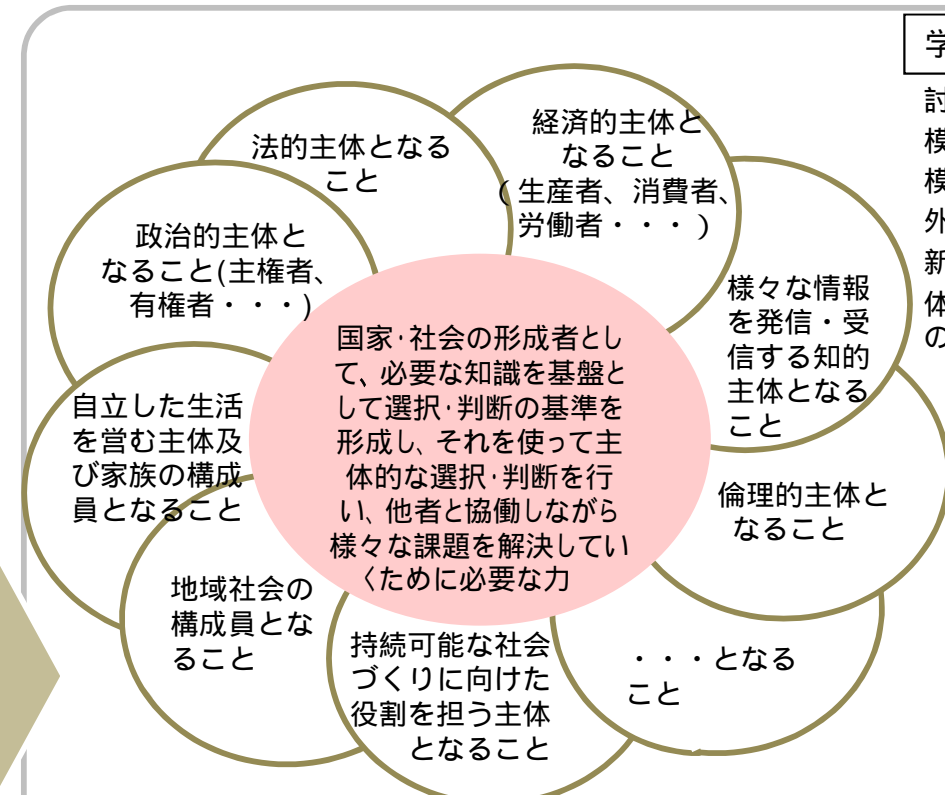 法的主体となる
こと
経済的主体と
なること
(生産者、消費者、
労働者・・・)
政治的主体と
なること(主権者、
有権者・・・)
様々な情報
を発信・受
信する知的
主体となる
こと
国家・社会の形成者とし
て、必要な知識を基盤と
して選択・判断の基準を
形成し、それを使って主
体的な選択・判断を行
い、他者と協働しながら
様々な課題を解決してい
くために必要な力
自立した生活
を営む主体及
び家族の構成
員となること
倫理的主体と
なること
地域社会の
構成員とな
ること
持続可能な社会
づくりに向けた
役割を担う主体
となること
・・・となる
こと
学
討
模
模
外
新
体
の